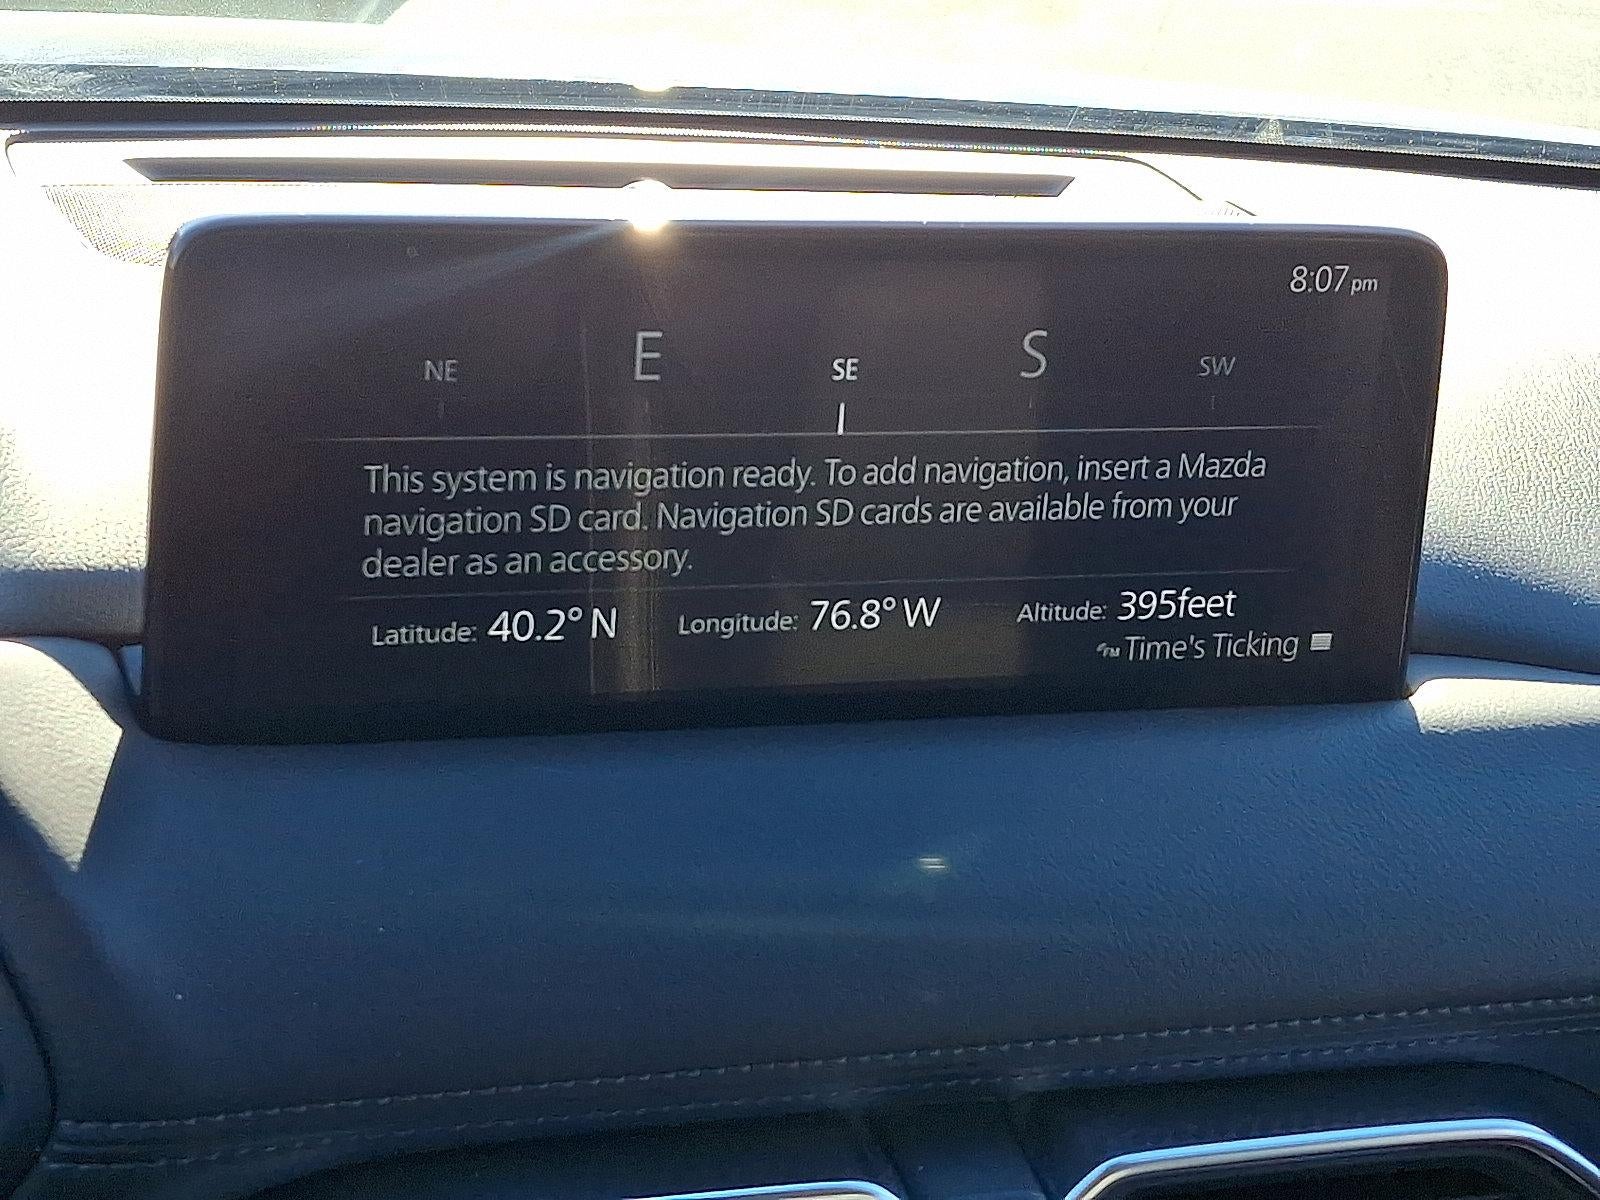 8:07pm
NE E SE S SW
This system is navigation ready. To add navigation, insert a Mazda
navigation SD card. Navigation SD cards are available from your
dealer as an accessory.
Latitude: 40.2° N Longitude: 76.8° W Altitude: 395feet
FM Time's Ticking